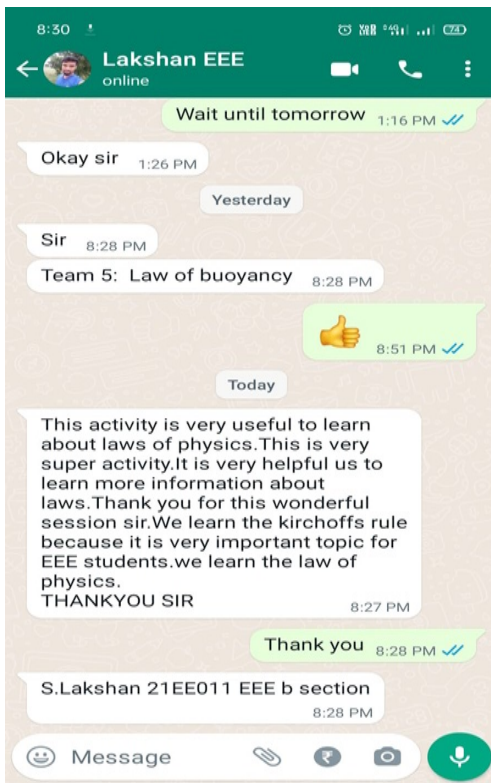 8:30
74
Lakshan EEE
online
Wait until tomorrow 1:16 PM
Okay sir 1:26 PM
Yesterday
Sir 8:28 PM
Team 5: Law of buoyancy 8:28 PM
👍
8:51 PM
Today
This activity is very useful to learn
about laws of physics.This is very
super activity.It is very helpful us to
learn more information about
laws.Thank you for this wonderful
session sir.We learn the kirchoffs rule
because it is very important topic for
EEE students.we learn the law of
physics.
THANKYOU SIR 8:27 PM
Thank you 8:28 PM
S.Lakshan 21EE011 EEE b section
8:28 PM
Message ₹